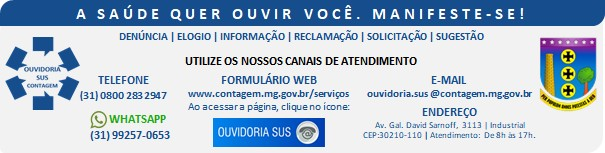 A SAÚDE QUER OUVIR VOCÊ. MANIFESTE-SE!
DENÚNCIA | ELOGIO | INFORMAÇÃO | RECLAMAÇÃO | SOLICITAÇÃO | SUGESTÃO
UTILIZE OS NOSSOS CANAIS DE ATENDIMENTO
OUVIDORIA
SUS
CONTAGEM
TELEFONE
(31) 0800 283 2947
WHATSAPP
(31) 99257-0653
FORMULÁRIO WEB
www.contagem.mg.gov.br/serviços
Ao acessar a página, clique no ícone:
OUVIDORIA SUS
E-MAIL
ouvidoria.sus @contagem.mg.gov.br
ENDEREÇO
Av. Gal. David Sarnoff, 3113 | Industrial
CEP:30210-110 | Atendimento: De 8h às 17h.